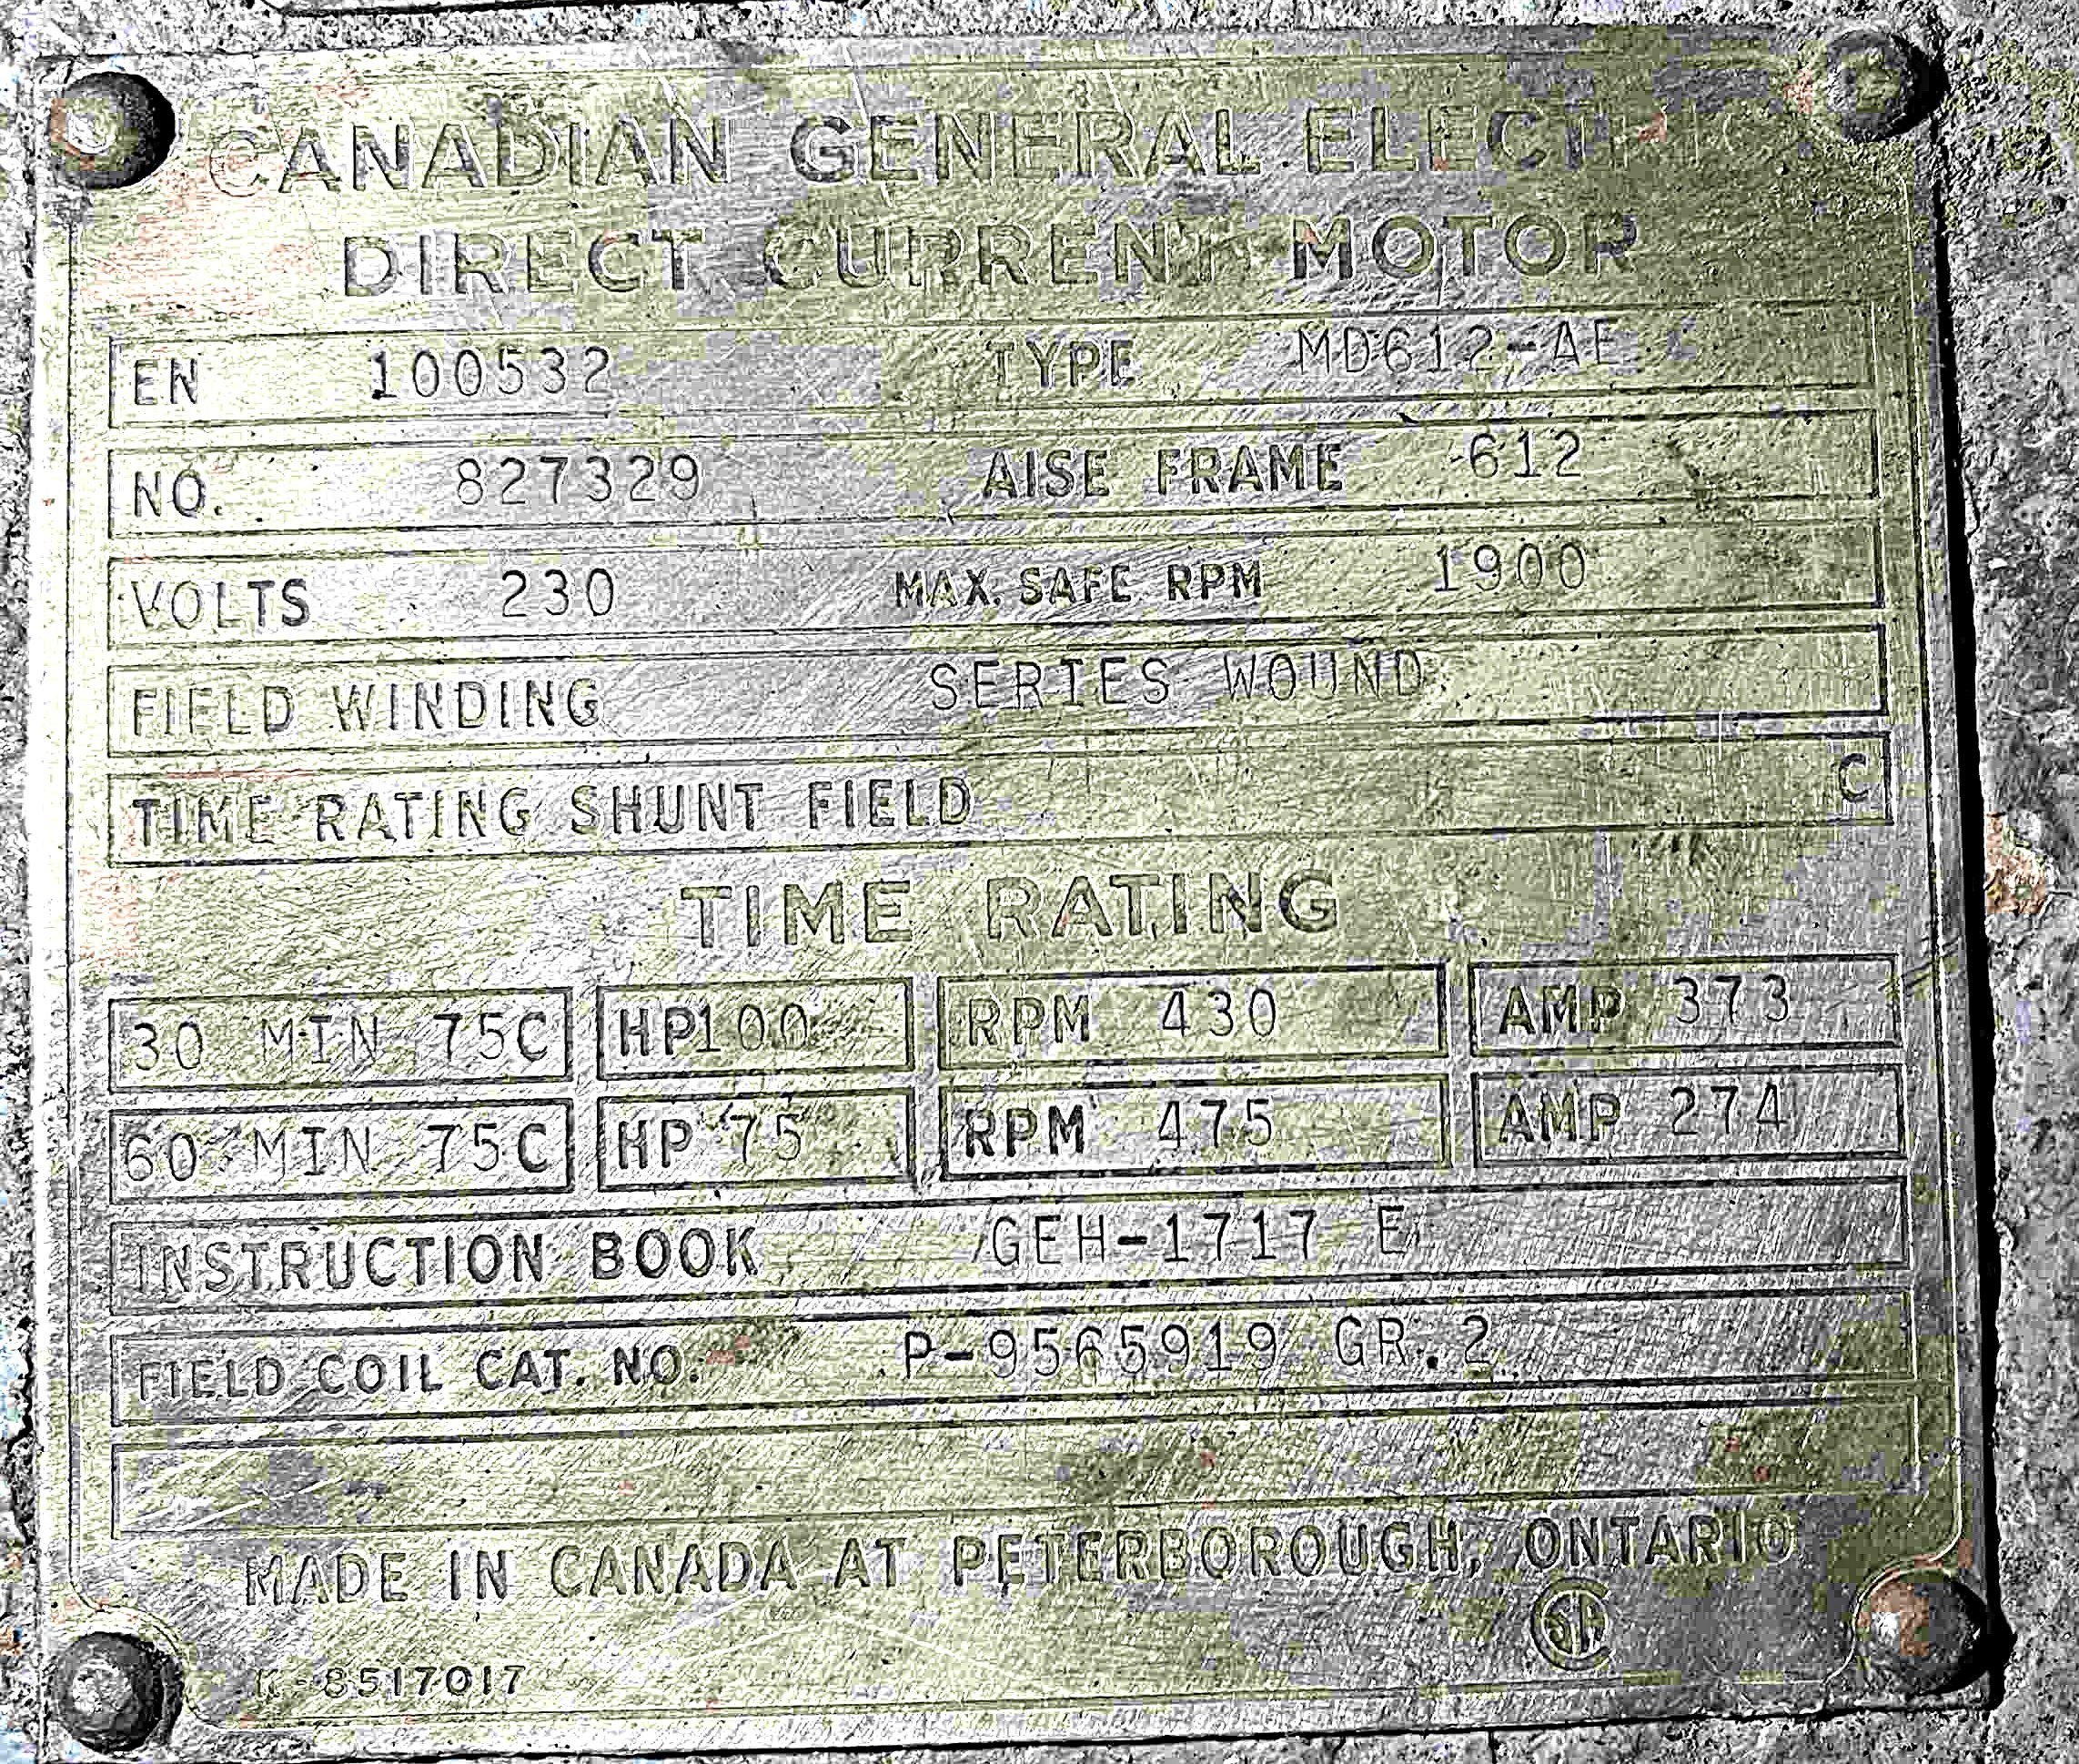 CANADIAN GENERAL ELECTRIC
DIRECT CURRENT MOTOR
EN 100532 TYPE MD612-AE
NO. 827329 AISE FRAME 612
VOLTS 230 MAX. SAFE RPM 1900
FIELD WINDING SERIES WOUND
TIME RATING SHUNT FIELD C
TIME RATING
30 MIN 75C HP100 RPM 430 AMP 373
60 MIN 75C HP 75 RPM 475 AMP 274
INSTRUCTION BOOK GEH-1717 E
FIELD COIL CAT. NO. P-9565919 GR.2
MADE IN CANADA AT PETERBOROUGH, ONTARIO
CSA
K-8517017